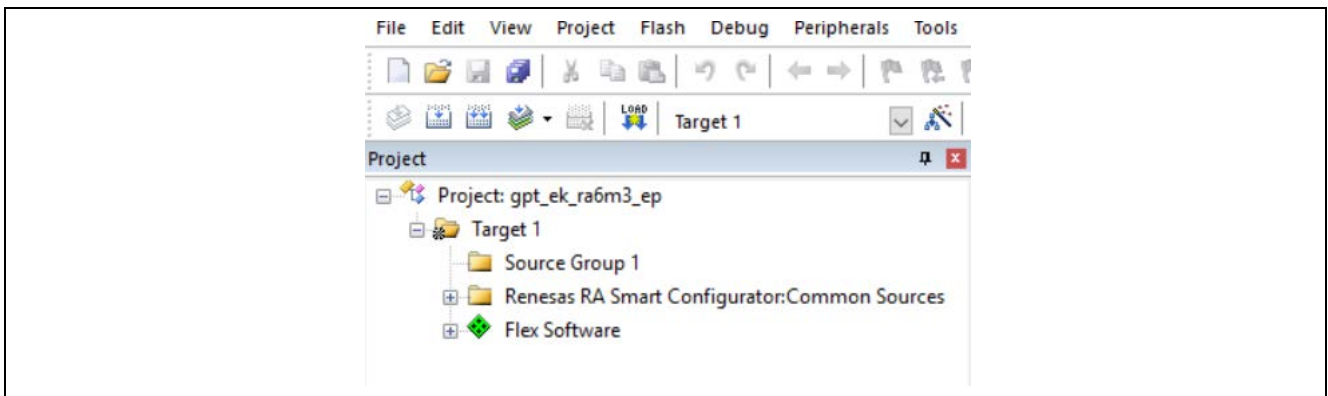 File Edit View Project Flash Debug Peripherals Tools
LOAD Target 1
Project
Project: gpt_ek_ra6m3_ep
Target 1
Source Group 1
Renesas RA Smart Configurator:Common Sources
Flex Software